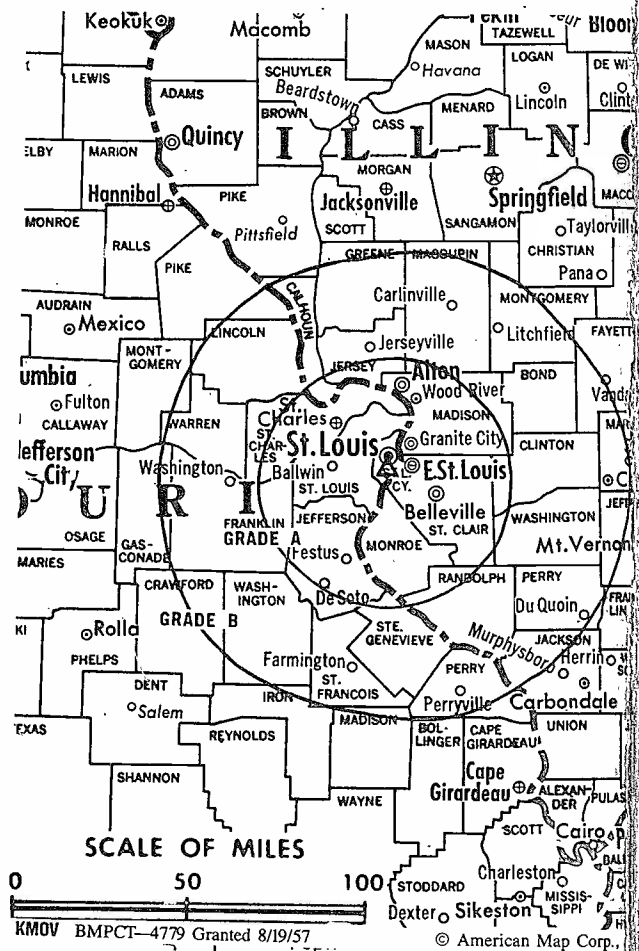 Keokuk
Macomb
TAZEWELL
MASON
LOGAN
Havana
SCHUYLER
LEWIS
Beardstown
ADAMS
MENARD
Lincoln
BROWN
CASS
Quincy
I L L I N
MARION
MORGAN
Hannibal
PIKE
Jacksonville
Springfield
MONROE
Pittsfield
SCOTT
SANGAMON
RALLS
CHRISTIAN
PIKE
GREENE
MACOUPIN
Pana
CALHOUN
Carlinville
MONTGOMERY
AUDRAIN
Mexico
LINCOLN
Litchfield
Jerseyville
MONT-
GOMERY
JERSEY
Alton
BOND
Fulton
Wood River
CALLAWAY
WARREN
St.
Charles
MADISON
ST.
CHAR-
LES
St. Louis
Granite City
CLINTON
Washington
Ballwin
E. St. Louis
U R I
ST. LOUIS
CY.
Belleville
FRANKLIN
JEFFERSON
ST. CLAIR
WASHINGTON
OSAGE
GRADE A
GAS-
CONADE
Festus
MONROE
Mt. Vernon
MARIES
CRAWFORD
WASH-
INGTON
De Soto
RANDOLPH
PERRY
GRADE B
Du Quoin
Rolla
STE.
GENEVIEVE
Murphysboro
JACKSON
PHELPS
Farmington
PERRY
Herrin
DENT
ST.
FRANCOIS
IRON
Perryville
Carbondale
Salem
MADISON
REYNOLDS
BOL-
LINGER
CAPE
GIRARDEAU
UNION
SHANNON
Cape
Girardeau
ALEXAN-
DER
WAYNE
SCOTT
Cairo
SCALE OF MILES
Charleston
0 50 100
STODDARD
MISSIS-
SIPPI
Dexter
Sikeston
KMOV BMPCT—4779 Granted 8/19/57
© American Map Corp.,